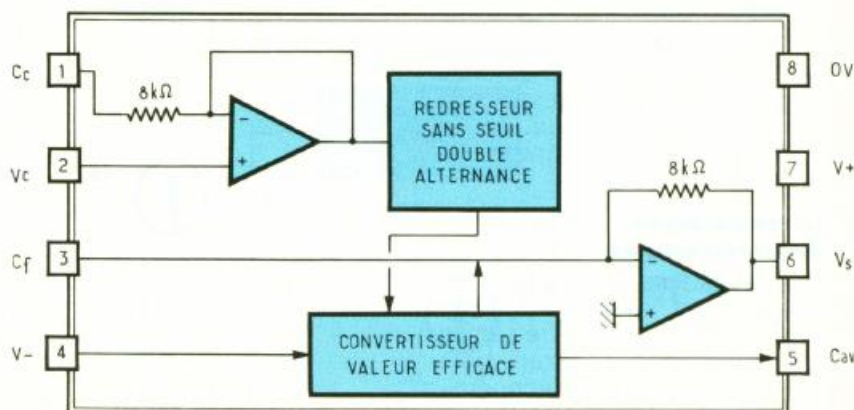 Cc
1
8kΩ
-
+
REDRESSEUR
SANS SEUIL
DOUBLE
ALTERNANCE
8
0V
2
Vc
8kΩ
7
V+
Cf
3
-
+
6
Vs
V-
4
CONVERTISSEUR DE
VALEUR EFFICACE
5
Cav